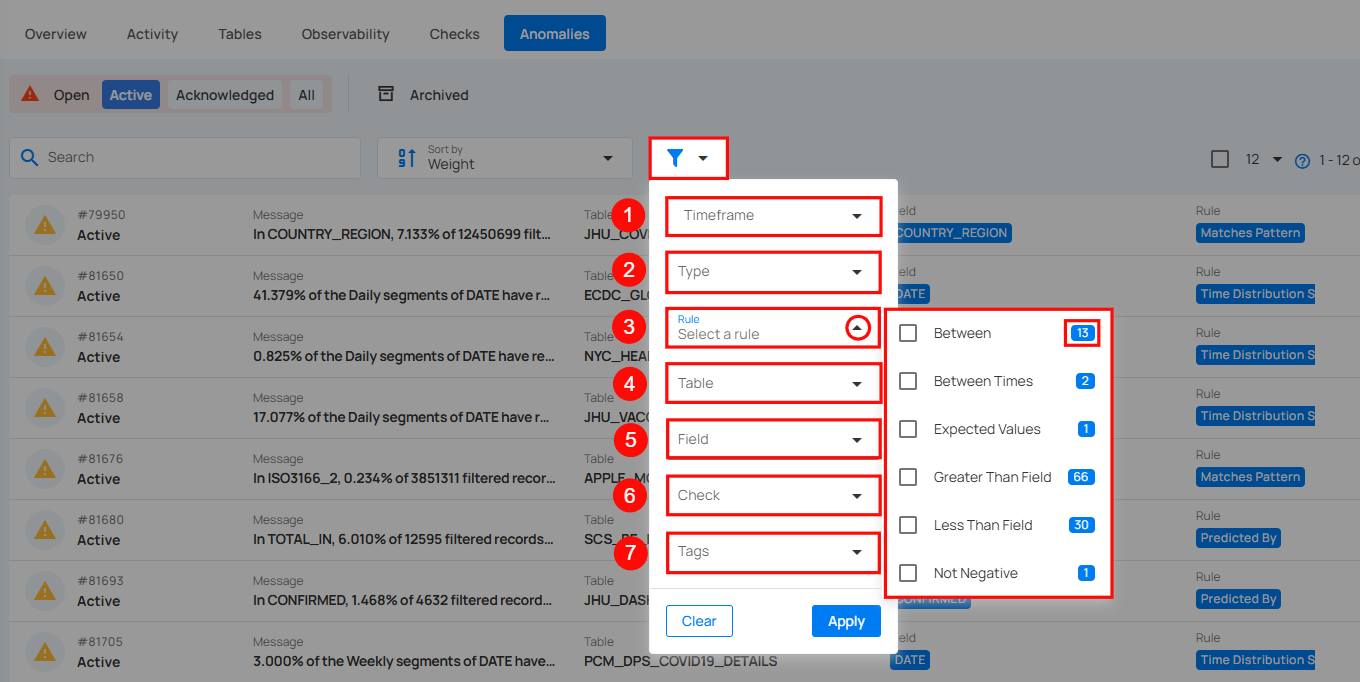 Overview Activity Tables Observability Checks Anomalies
Open Active Acknowledged All Archived
Search
Sort by
Weight
12 1 - 12 o
#79950
Active
Message
In COUNTRY_REGION, 7.133% of 12450699 filt...
Table
JHU_COV
eld
COUNTRY_REGION
Rule
Matches Pattern
#81650
Active
Message
41.379% of the Daily segments of DATE have r...
Table
ECDC_GL
eld
DATE
Rule
Time Distribution S
#81654
Active
Message
0.825% of the Daily segments of DATE have re...
Table
NYC_HEA
Rule
Time Distribution S
#81658
Active
Message
17.077% of the Daily segments of DATE have r...
Table
JHU_VAC
Rule
Time Distribution S
#81676
Active
Message
In ISO3166_2, 0.234% of 3851311 filtered recor...
Table
APPLE_MO
Rule
Matches Pattern
#81680
Active
Message
In TOTAL_IN, 6.010% of 12595 filtered records...
Table
SCS_BE_
Rule
Predicted By
#81693
Active
Message
In CONFIRMED, 1.468% of 4632 filtered record...
Table
JHU_DASH
CONFIRMED
Rule
Predicted By
#81705
Active
Message
3.000% of the Weekly segments of DATE have...
Table
PCM_DPS_COVID19_DETAILS
eld
DATE
Rule
Time Distribution S
1 Timeframe
2 Type
3 Rule
Select a rule
4 Table
5 Field
6 Check
7 Tags
Clear Apply
Between 13
Between Times 2
Expected Values 1
Greater Than Field 66
Less Than Field 30
Not Negative 1